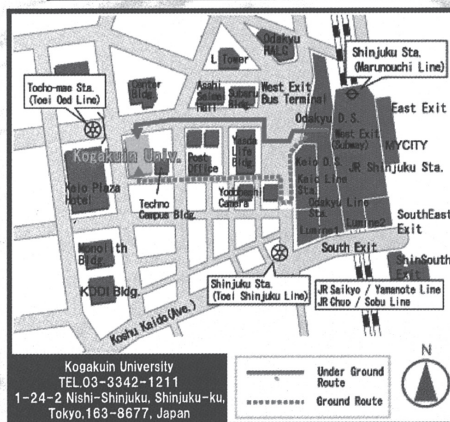 Odakyu
HALC
L Tower
Shinjuku Sta.
(Marunouchi Line)
Tocho-mae Sta.
(Toei Oed Line)
Center
Bldg.
Asahi
Seimei
Hall
Subaru
Bldg.
West Exit
Bus Terminal
Odakyu D.S.
East Exit
West Exit
(Subway)
MYCITY
Kogakuin Univ.
Post
Office
Yasda
Life
Bldg.
Keio D.S.
Keio Line
Sta.
JR Shinjuku Sta.
Keio Plaza
Hotel
Techno
Campus Bldg.
Yodobashi
Camera
Odakyu Line
Sta.
Lumine1
Lumine2
SouthEast
Exit
South Exit
Monolith
Bldg.
KDDI Bldg.
Shinjuku Sta.
(Toei Shinjuku Line)
ShinSouth
Exit
JR Saikyo / Yamanote Line
JR Chuo / Sobu Line
Koshu Kaido(Ave.)
Kogakuin University
TEL.03-3342-1211
1-24-2 Nishi-Shinjuku, Shinjuku-ku,
Tokyo.163-8677, Japan
Under Ground
Route
Ground Route
N